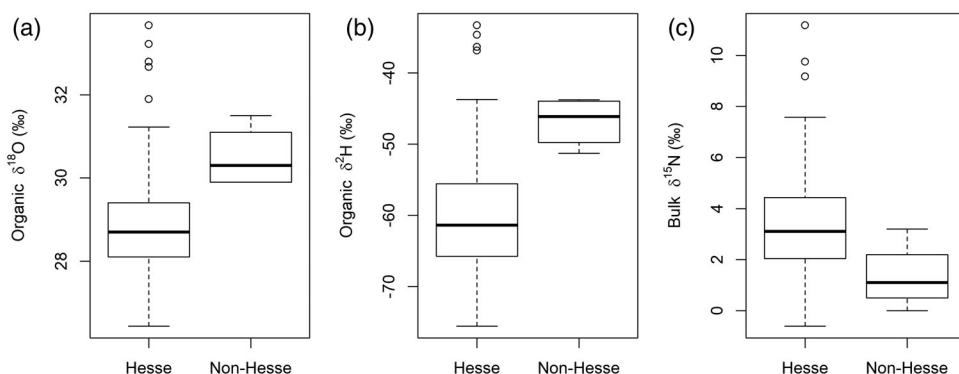 (a)
Organic δ¹⁸O (‰)
32
30
28
Hesse Non-Hesse
(b)
Organic δ²H (‰)
-40
-50
-60
-70
Hesse Non-Hesse
(c)
Bulk δ¹⁵N (‰)
10
8
6
4
2
0
Hesse Non-Hesse